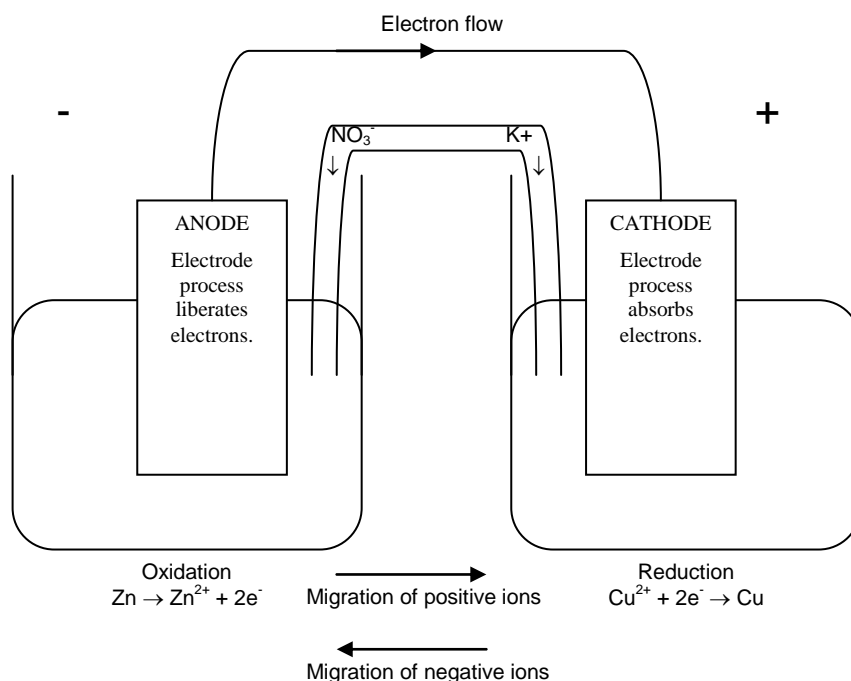 Electron flow
-
+
NO₃⁻
K+
↓
↓
ANODE
Electrode
process
liberates
electrons.
CATHODE
Electrode
process
absorbs
electrons.
Oxidation
Zn → Zn²⁺ + 2e⁻
Migration of positive ions
Reduction
Cu²⁺ + 2e⁻ → Cu
Migration of negative ions